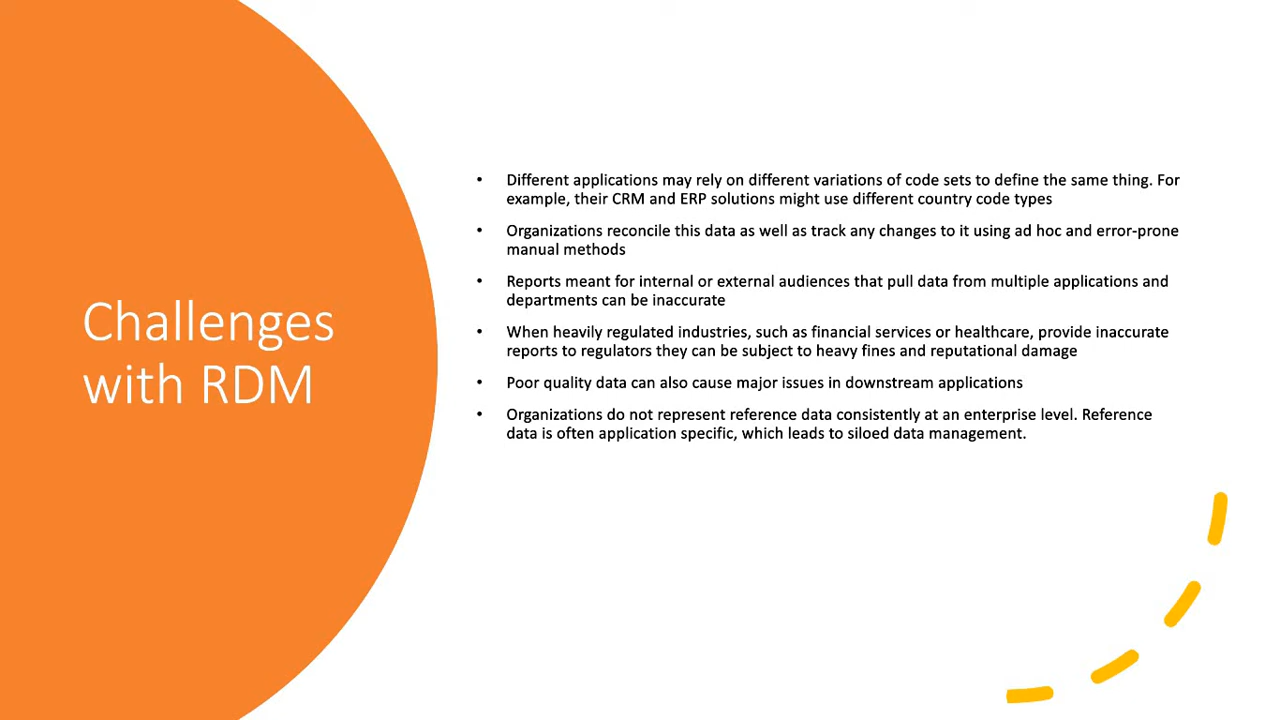 Challenges
with RDM
• Different applications may rely on different variations of code sets to define the same thing. For
example, their CRM and ERP solutions might use different country code types
• Organizations reconcile this data as well as track any changes to it using ad hoc and error-prone
manual methods
• Reports meant for internal or external audiences that pull data from multiple applications and
departments can be inaccurate
• When heavily regulated industries, such as financial services or healthcare, provide inaccurate
reports to regulators they can be subject to heavy fines and reputational damage
• Poor quality data can also cause major issues in downstream applications
• Organizations do not represent reference data consistently at an enterprise level. Reference
data is often application specific, which leads to siloed data management.